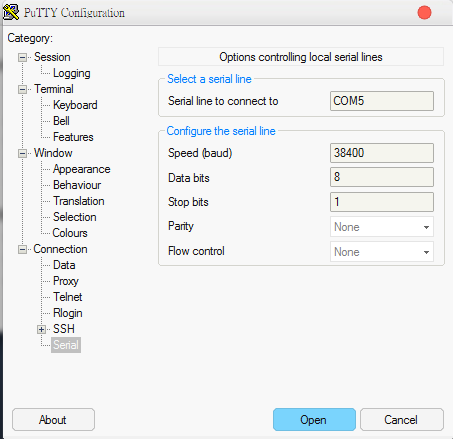 PuTTY Configuration
Category:
Session
Logging
Terminal
Keyboard
Bell
Features
Window
Appearance
Behaviour
Translation
Selection
Colours
Connection
Data
Proxy
Telnet
Rlogin
SSH
Serial
Options controlling local serial lines
Select a serial line
Serial line to connect to COM5
Configure the serial line
Speed (baud) 38400
Data bits 8
Stop bits 1
Parity None
Flow control None
About Open Cancel